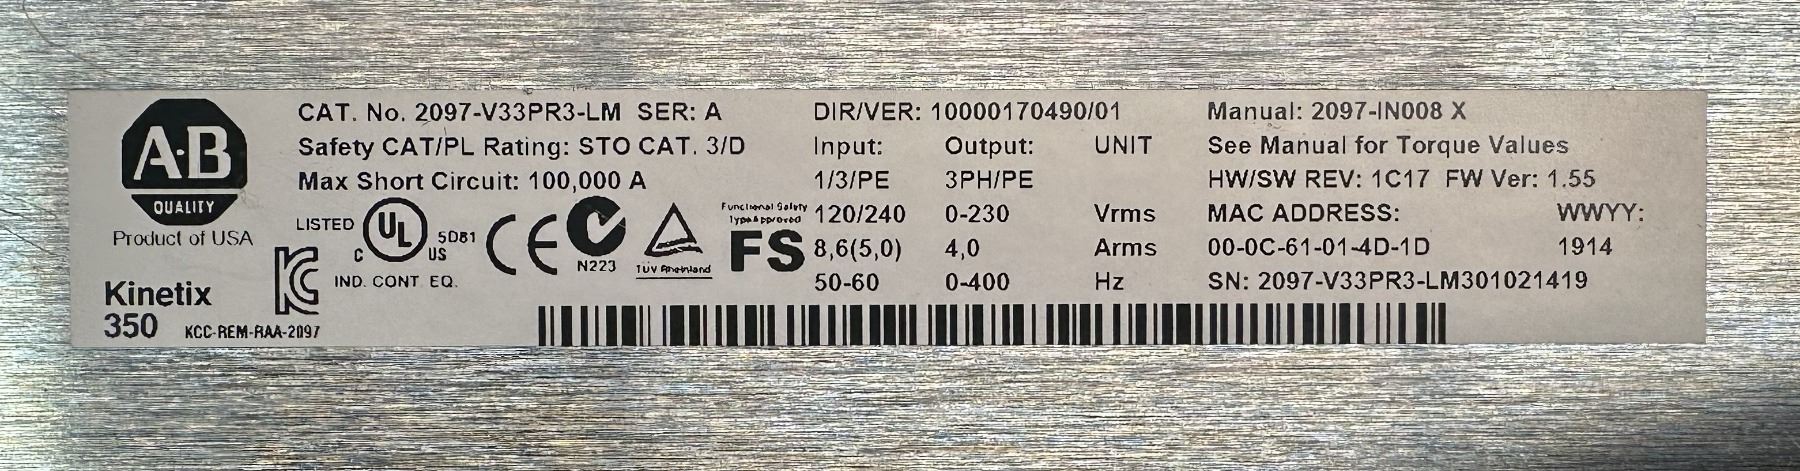 A·B
QUALITY
Product of USA
Kinetix
350
KCC-REM-RAA-2097
CAT. No. 2097-V33PR3-LM SER: A
Safety CAT/PL Rating: STO CAT. 3/D
Max Short Circuit: 100,000 A
LISTED
C UL US
5D81
IND. CONT. EQ.
CE
N223
TÜV Rheinland
Functional Safety
Type Approved
FS
DIR/VER: 10000170490/01
Input: Output: UNIT
1/3/PE 3PH/PE
120/240 0-230 Vrms
8,6(5,0) 4,0 Arms
50-60 0-400 Hz
Manual: 2097-IN008 X
See Manual for Torque Values
HW/SW REV: 1C17 FW Ver: 1.55
MAC ADDRESS: WWYY:
00-0C-61-01-4D-1D 1914
SN: 2097-V33PR3-LM301021419